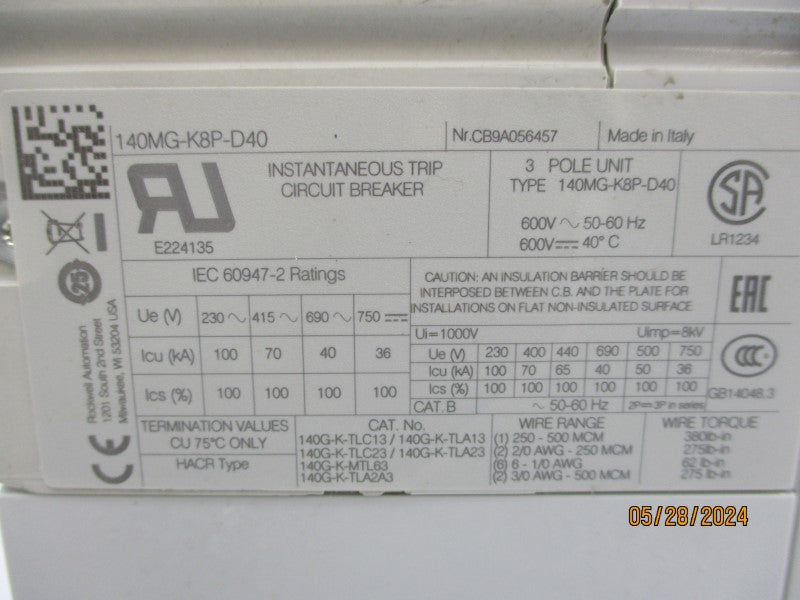 140MG-K8P-D40
Nr.CB9A056457
Made in Italy
RU
E224135
INSTANTANEOUS TRIP
CIRCUIT BREAKER
3 POLE UNIT
TYPE 140MG-K8P-D40
600V ~ 50-60 Hz
600V⎓ 40° C
SA
LR1234
25
Rockwell Automation
1201 South 2nd Street
Milwaukee, WI 53204 USA
CE
IEC 60947-2 Ratings
Ue (V) 230 ~ 415 ~ 690 ~ 750 ⎓
Icu (kA) 100 70 40 36
Ics (%) 100 100 100 100
CAUTION: AN INSULATION BARRIER SHOULD BE
INTERPOSED BETWEEN C.B. AND THE PLATE FOR
INSTALLATIONS ON FLAT NON-INSULATED SURFACE
Ui=1000V Uimp=8kV
Ue (V) 230 400 440 690 500 750
Icu (kA) 100 70 65 40 50 36
Ics (%) 100 100 100 100 100 100
CAT. B ~ 50-60 Hz 2P⎓ 3P in series
EAC
CCC
GB14048.3
TERMINATION VALUES
CU 75°C ONLY
HACR Type
CAT. No.
140G-K-TLC13 / 140G-K-TLA13
140G-K-TLC23 / 140G-K-TLA23
140G-K-MTL63
140G-K-TLA2A3
WIRE RANGE
(1) 250 - 500 MCM
(2) 2/0 AWG - 250 MCM
(6) 6 - 1/0 AWG
(2) 3/0 AWG - 500 MCM
WIRE TORQUE
380lb-in
275lb-in
62 lb-in
275 lb-in
05/28/2024